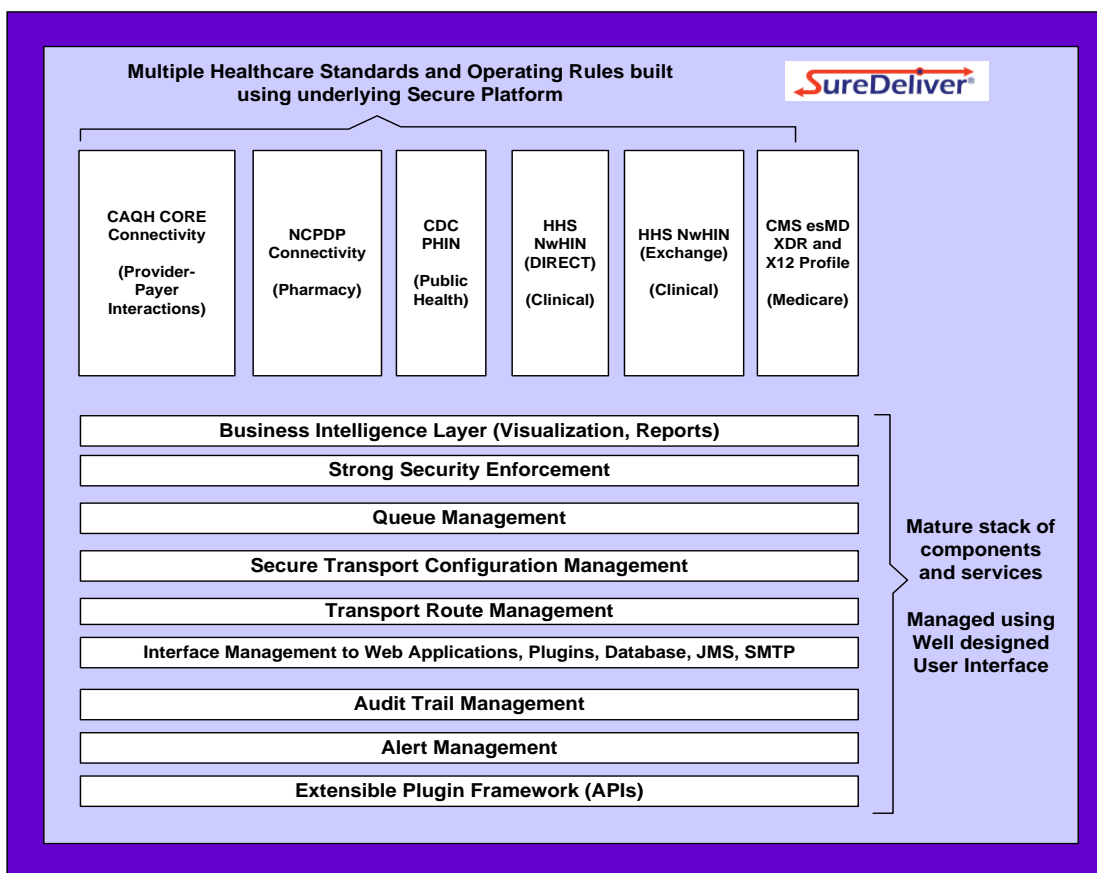 Multiple Healthcare Standards and Operating Rules built
using underlying Secure Platform
SureDeliver®
CAQH CORE
Connectivity
(Provider-
Payer
Interactions)
NCPDP
Connectivity
(Pharmacy)
CDC
PHIN
(Public
Health)
HHS
NwHIN
(DIRECT)
(Clinical)
HHS NwHIN
(Exchange)
(Clinical)
CMS esMD
XDR and
X12 Profile
(Medicare)
Business Intelligence Layer (Visualization, Reports)
Strong Security Enforcement
Queue Management
Secure Transport Configuration Management
Transport Route Management
Interface Management to Web Applications, Plugins, Database, JMS, SMTP
Audit Trail Management
Alert Management
Extensible Plugin Framework (APIs)
Mature stack of
components
and services
Managed using
Well designed
User Interface